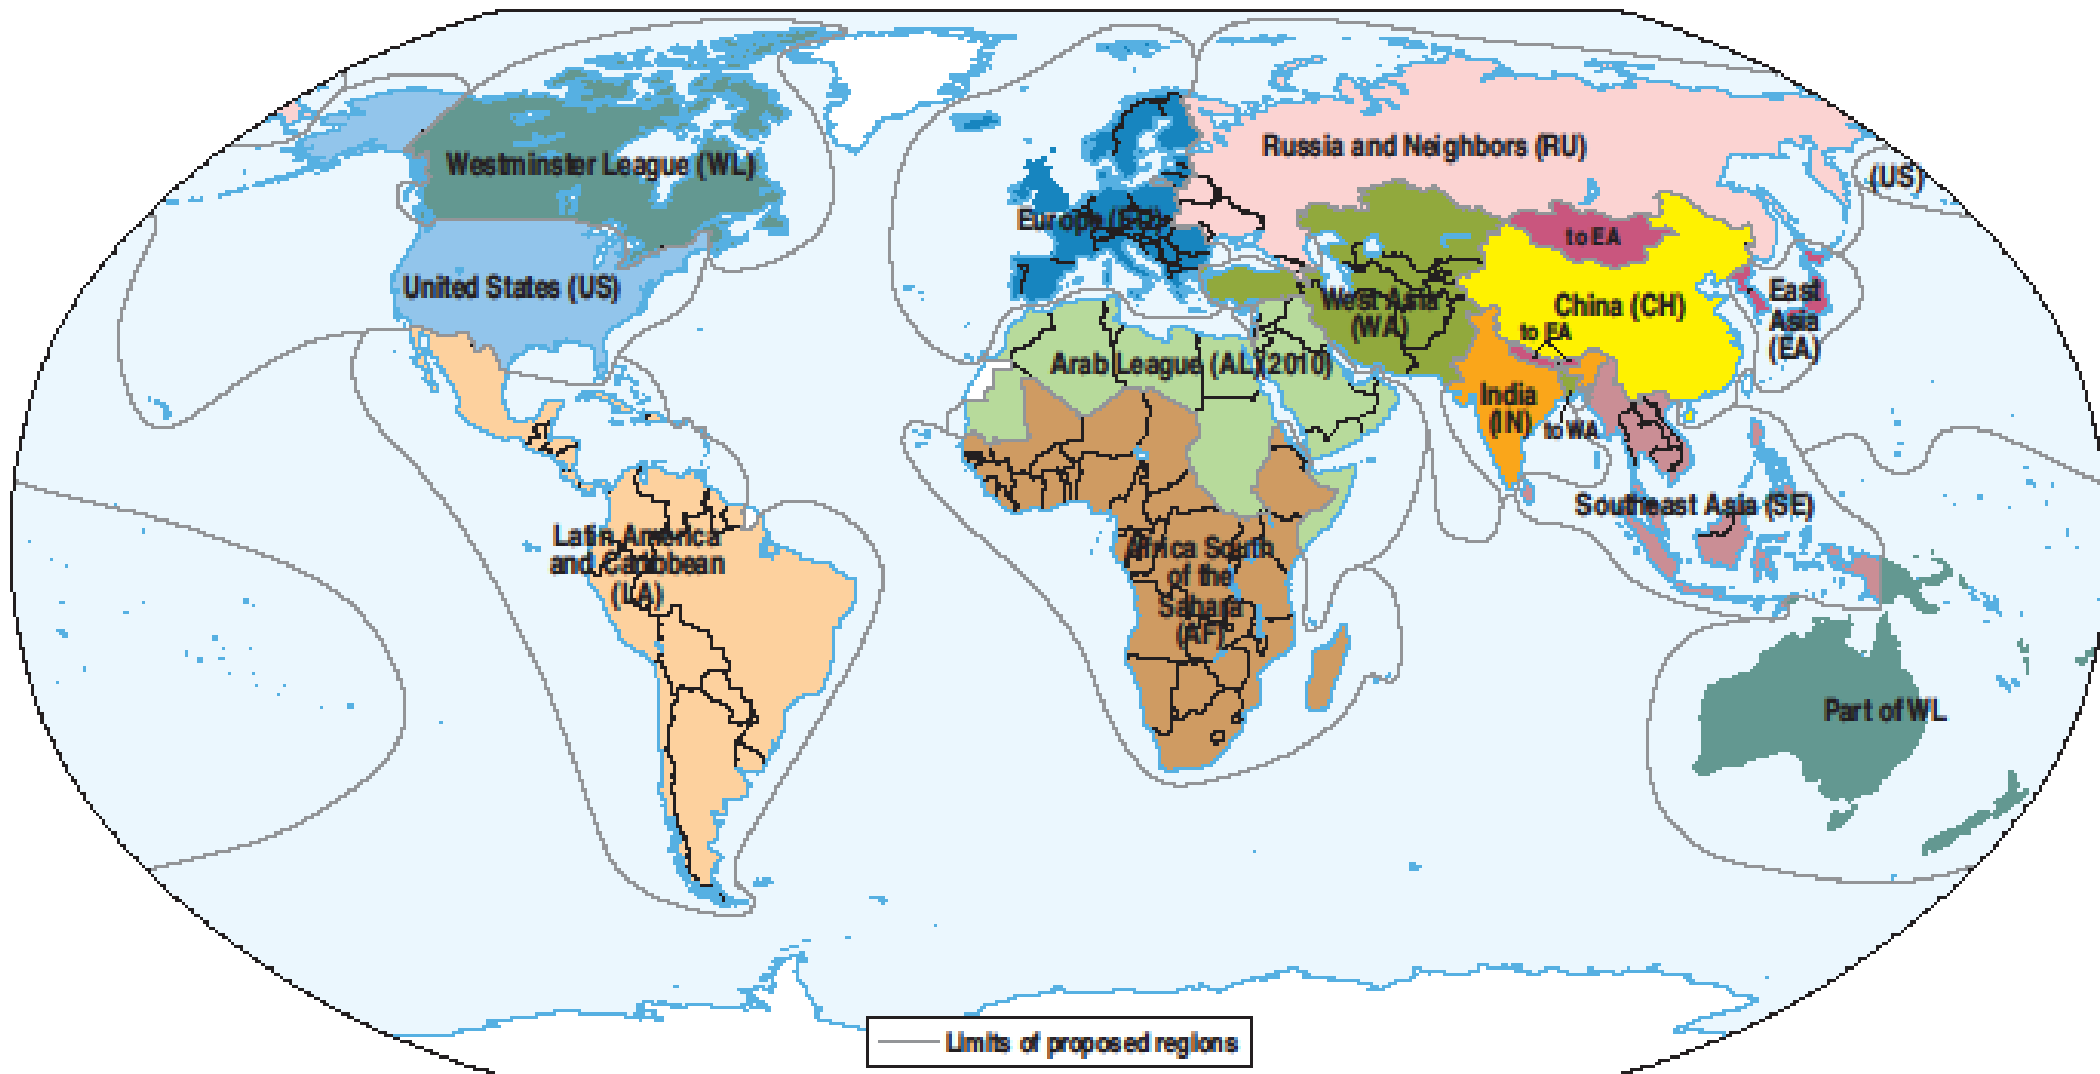 Westminster League (WL)
Russia and Neighbors (RU)
(US)
Europe (EU)
to EA
United States (US)
West Asia
(WA)
China (CH)
East
Asia
(EA)
to EA
Arab League (AL)(2010)
India
(IN)
to WA
Southeast Asia (SE)
Latin America
and Caribbean
(LA)
Africa South
of the
Sahara
(AF)
Part of WL
Limits of proposed regions